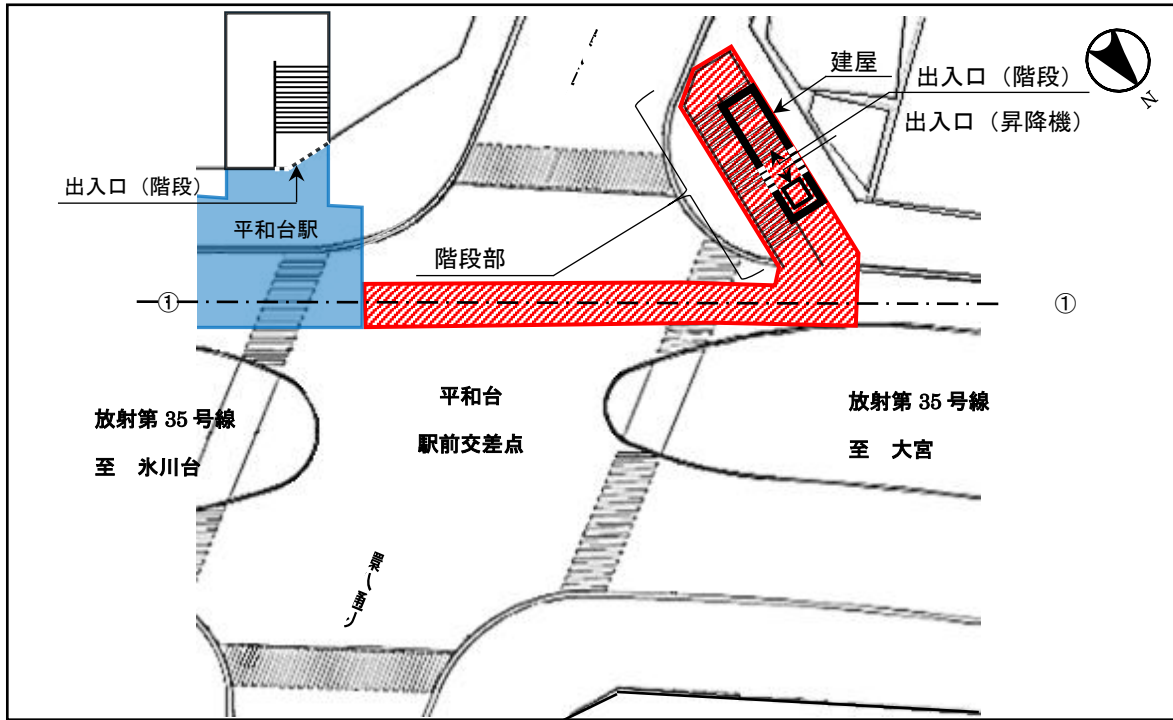 建屋
出入口（階段）
出入口（昇降機）
N
出入口（階段）
平和台駅
階段部
①
①
平和台
駅前交差点
放射第 35 号線
至　氷川台
放射第 35 号線
至　大宮